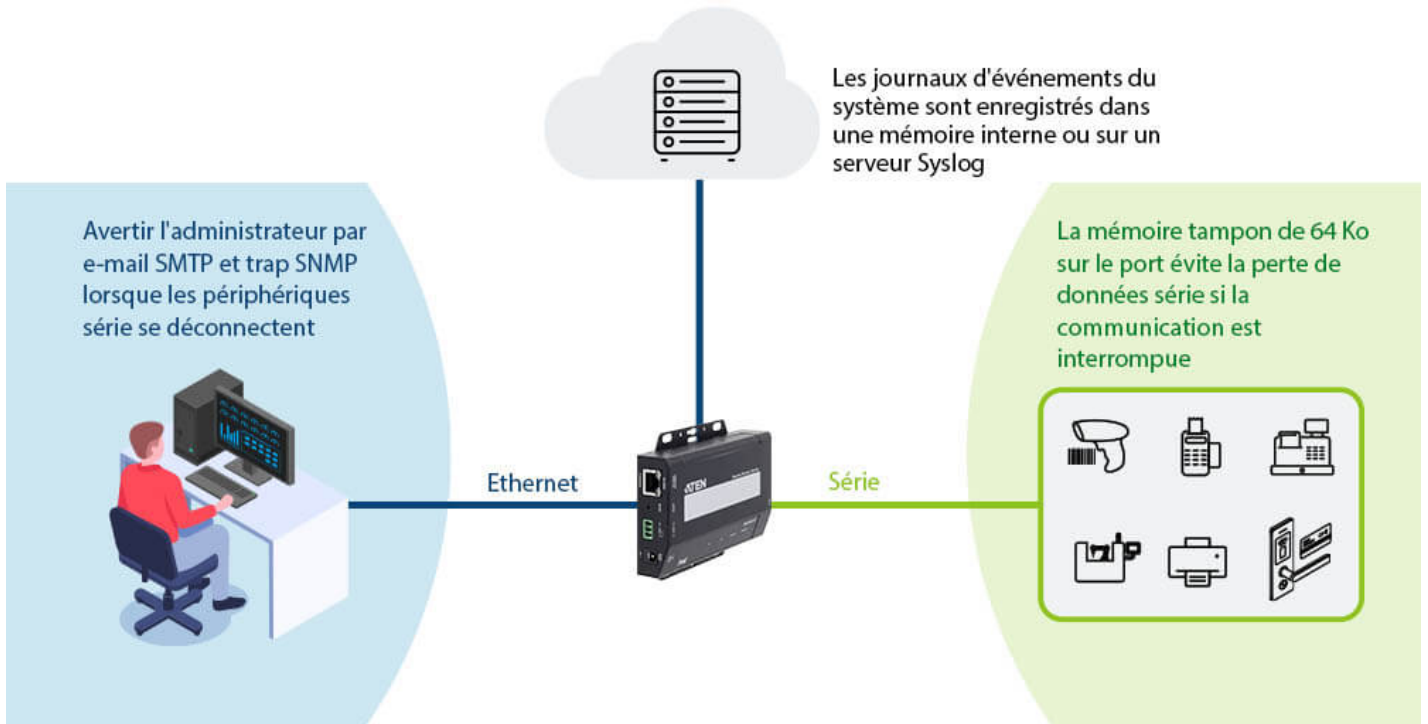 Les journaux d'événements du
système sont enregistrés dans
une mémoire interne ou sur un
serveur Syslog
Avertir l'administrateur par
e-mail SMTP et trap SNMP
lorsque les périphériques
série se déconnectent
La mémoire tampon de 64 Ko
sur le port évite la perte de
données série si la
communication est
interrompue
Ethernet
ATEN
Série